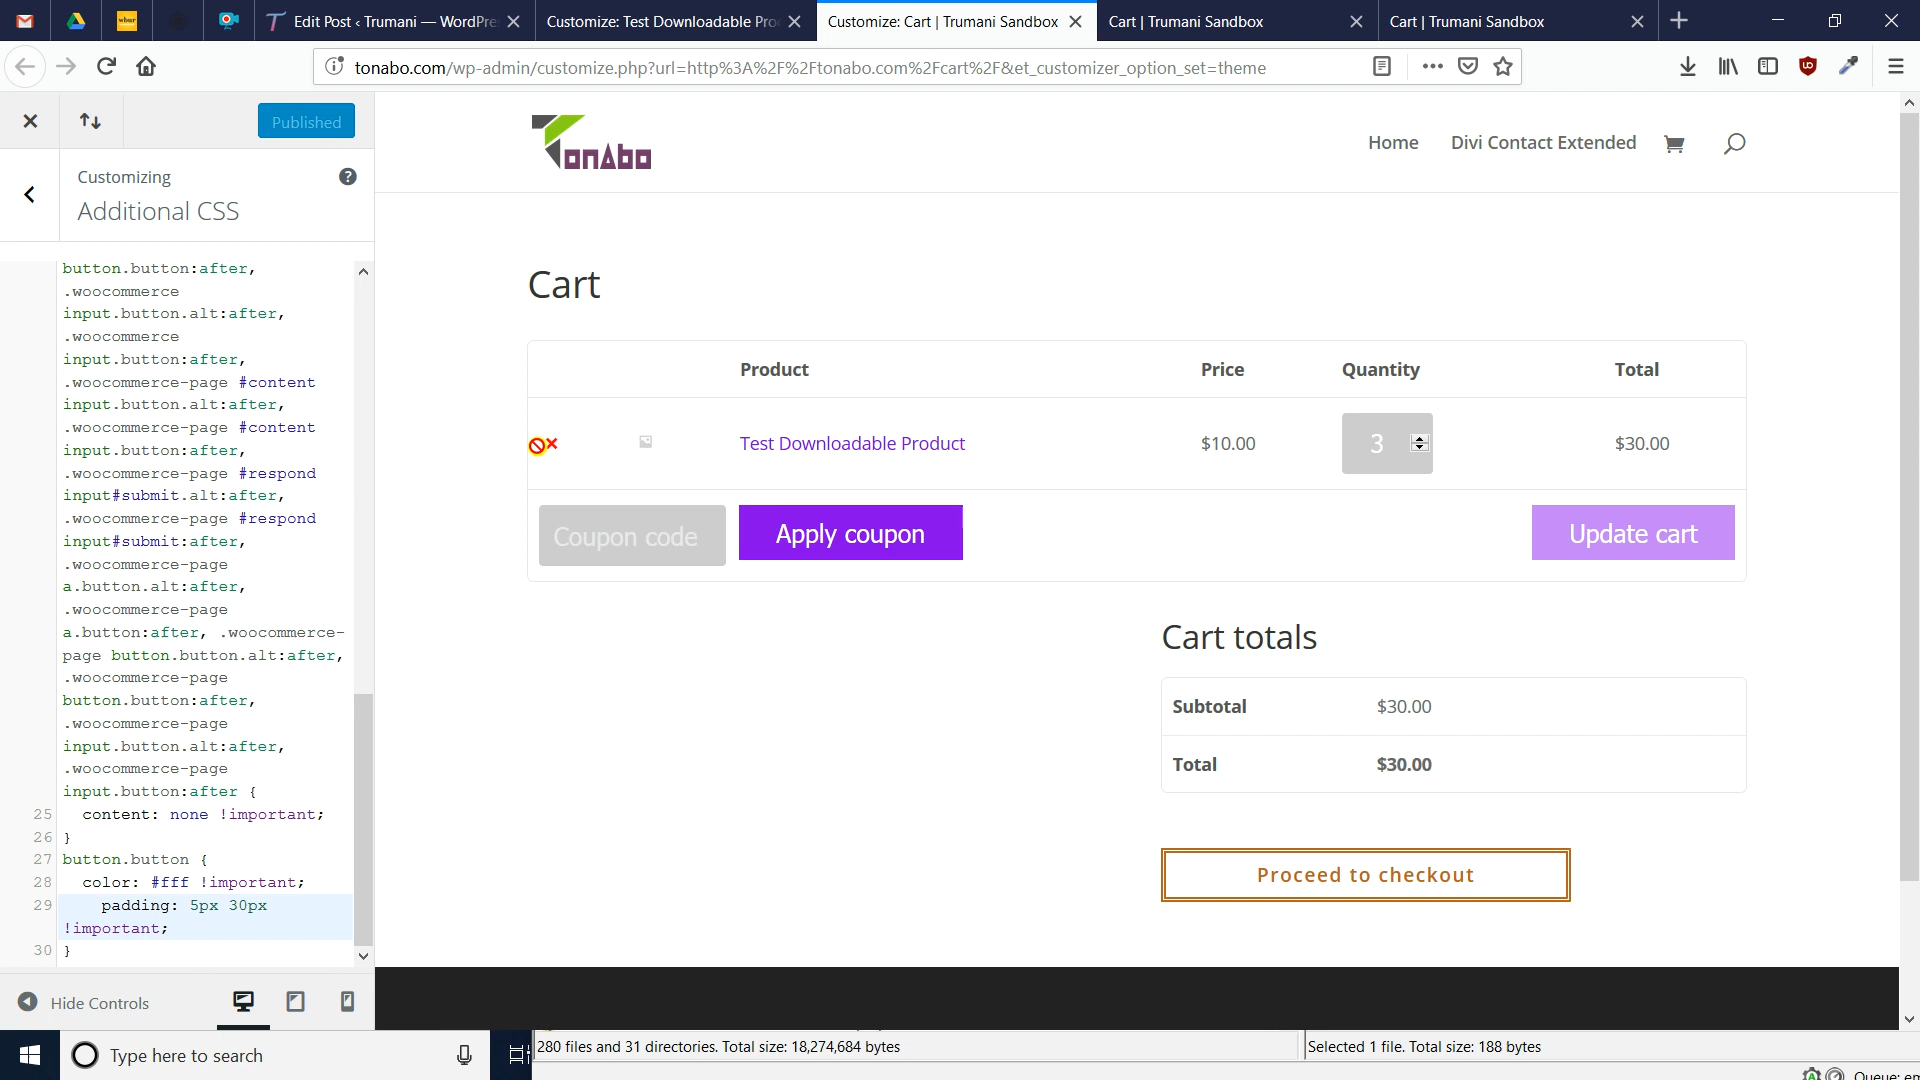 Edit Post ‹ Trumani — WordPre
Customize: Test Downloadable Pro
Customize: Cart | Trumani Sandbox
Cart | Trumani Sandbox
Cart | Trumani Sandbox
tonabo.com/wp-admin/customize.php?url=http%3A%2F%2Ftonabo.com%2Fcart%2F&et_customizer_option_set=theme
Published
Customizing
Additional CSS
button.button:after,
.woocommerce
input.button.alt:after,
.woocommerce
input.button:after,
.woocommerce-page #content
input.button.alt:after,
.woocommerce-page #content
input.button:after,
.woocommerce-page #respond
input#submit.alt:after,
.woocommerce-page #respond
input#submit:after,
.woocommerce-page
a.button.alt:after,
.woocommerce-page
a.button:after, .woocommerce-
page button.button.alt:after,
.woocommerce-page
button.button:after,
.woocommerce-page
input.button.alt:after,
.woocommerce-page
input.button:after {
25 content: none !important;
26 }
27 button.button {
28 color: #fff !important;
29 padding: 5px 30px
!important;
30 }
Hide Controls
TonAbo
Home
Divi Contact Extended
Cart
Product Price Quantity Total
Test Downloadable Product $10.00 3 $30.00
Coupon code
Apply coupon
Update cart
Cart totals
Subtotal $30.00
Total $30.00
Proceed to checkout
Type here to search
280 files and 31 directories. Total size: 18,274,684 bytes
Selected 1 file. Total size: 188 bytes